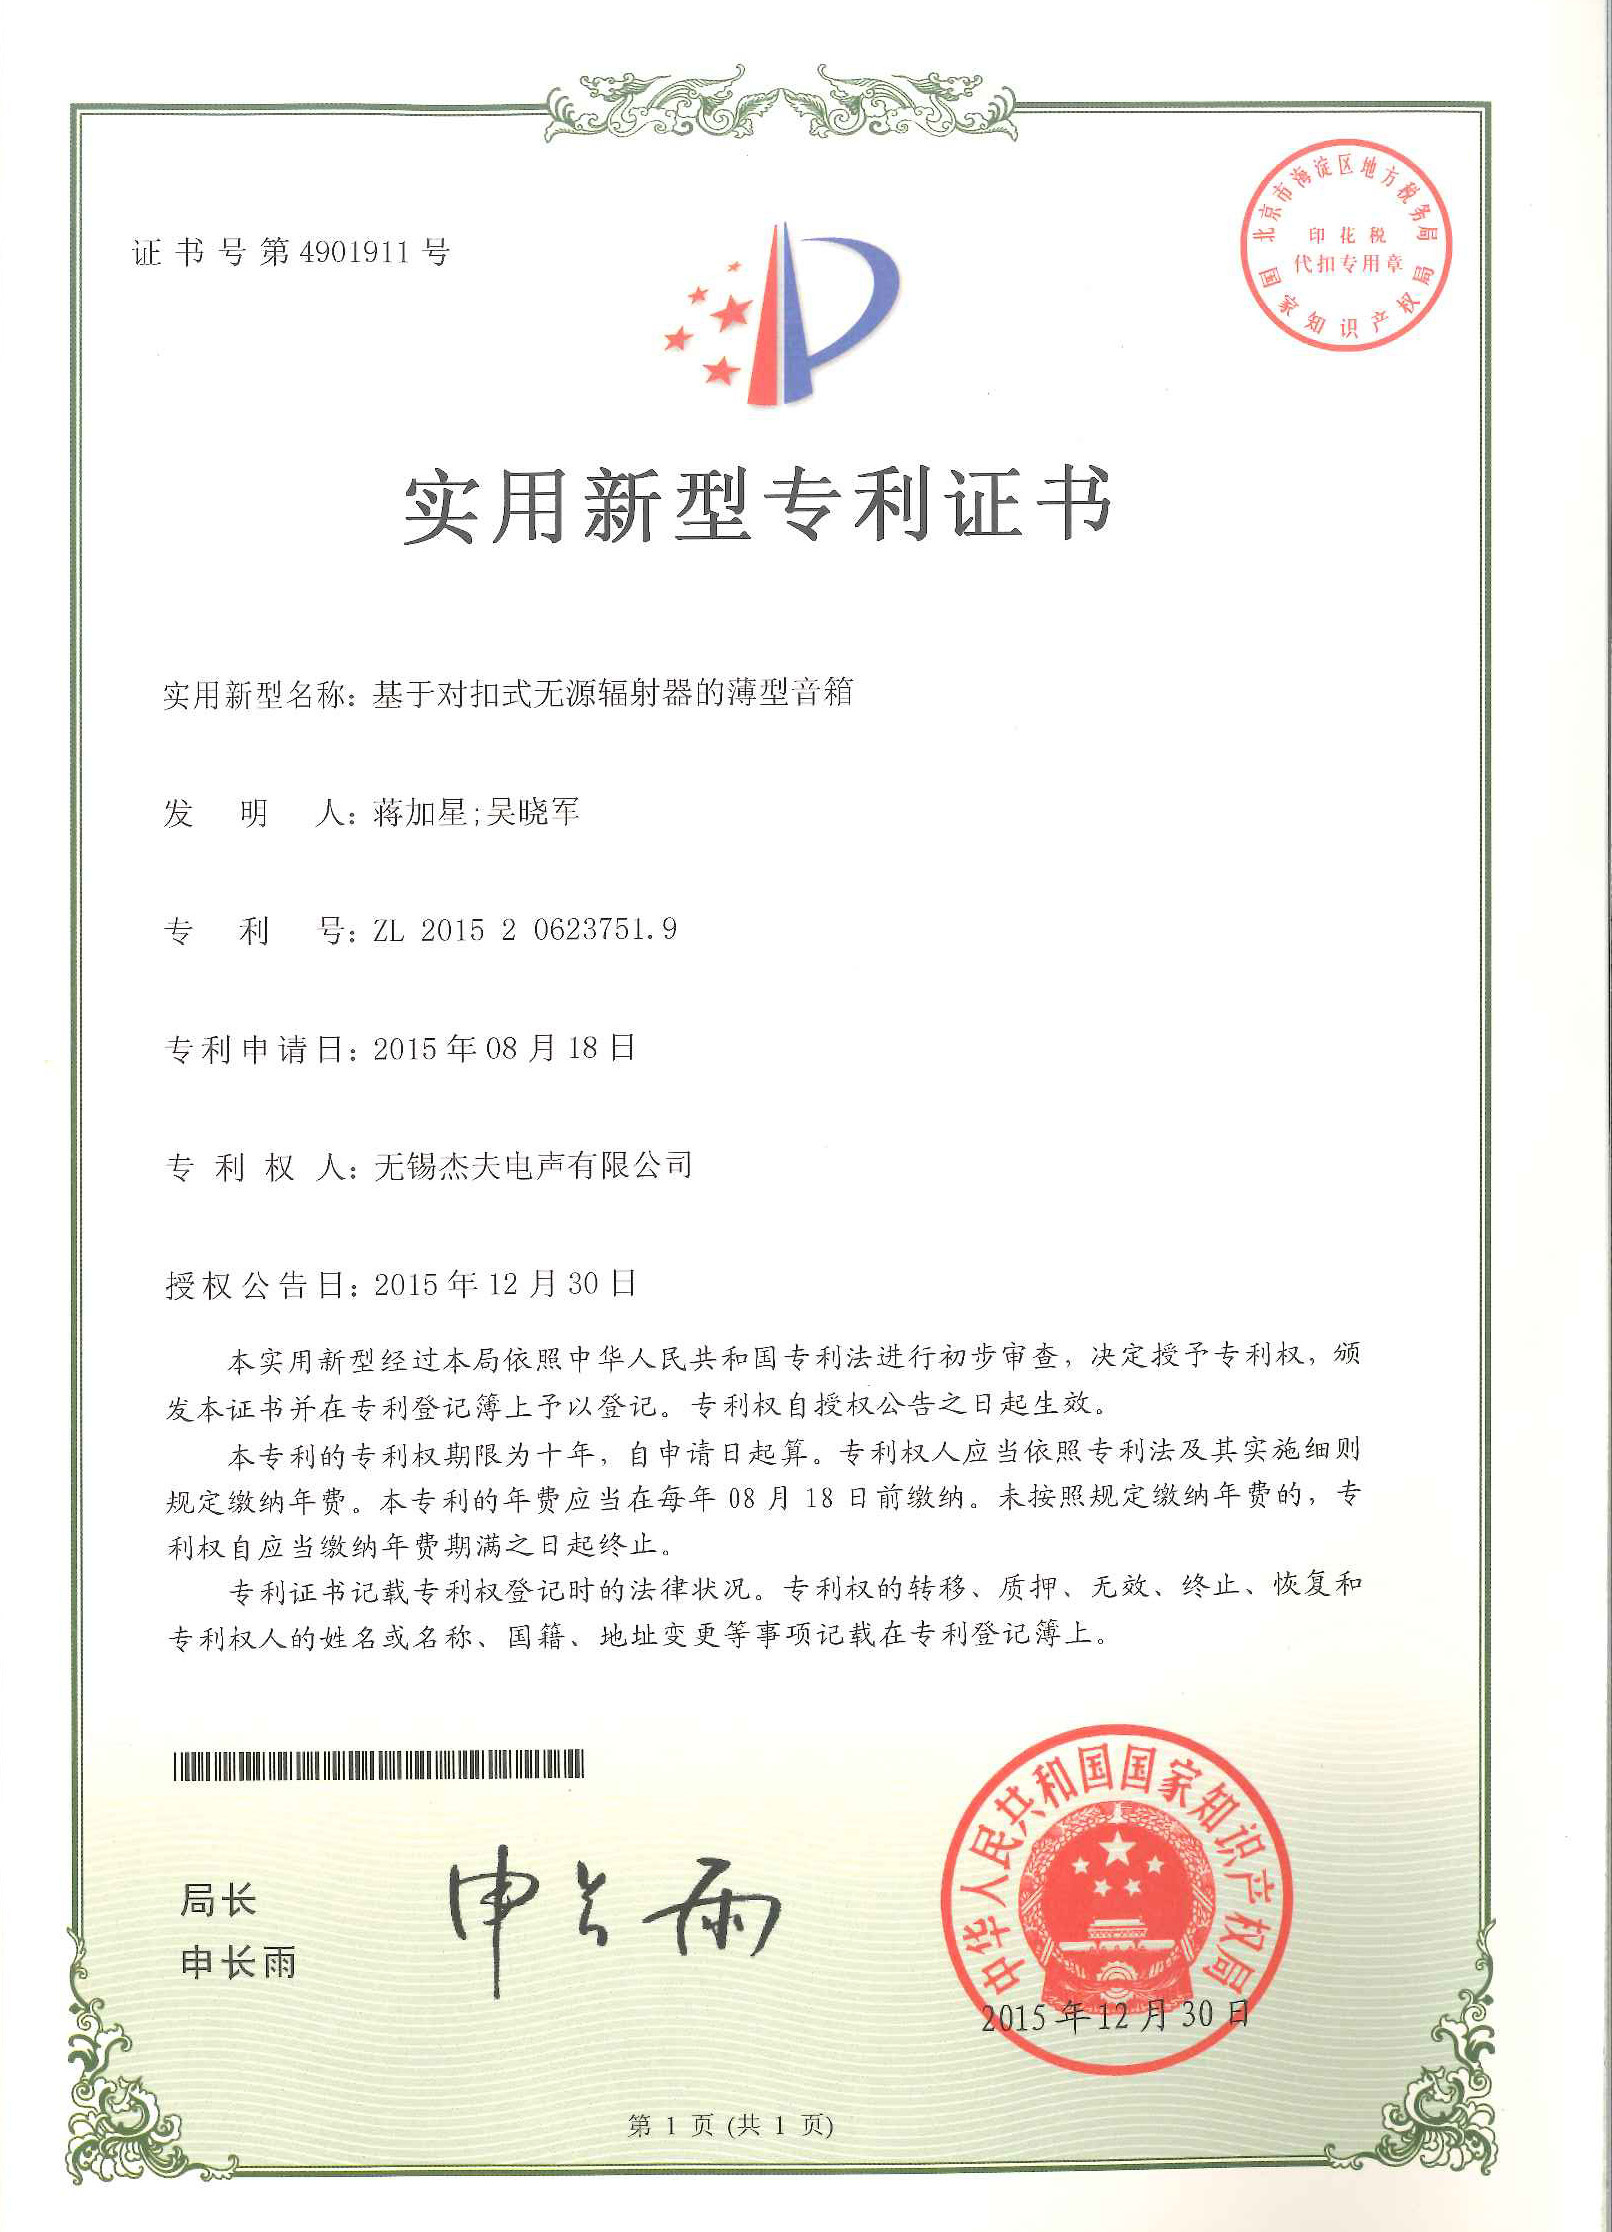 证书号第4901911号
北京市海淀区地方税务局
印花税
代扣专用章
国家知识产权局
实用新型专利证书
实用新型名称：基于对扣式无源辐射器的薄型音箱
发明人：蒋加星;吴晓军
专利号：ZL 2015 2 0623751.9
专利申请日：2015年08月18日
专利权人：无锡杰夫电声有限公司
授权公告日：2015年12月30日
本实用新型经过本局依照中华人民共和国专利法进行初步审查，决定授予专利权，颁
发本证书并在专利登记簿上予以登记。专利权自授权公告之日起生效。
本专利的专利权期限为十年，自申请日起算。专利权人应当依照专利法及其实施细则
规定缴纳年费。本专利的年费应当在每年08月18日前缴纳。未按照规定缴纳年费的，专
利权自应当缴纳年费期满之日起终止。
专利证书记载专利权登记时的法律状况。专利权的转移、质押、无效、终止、恢复和
专利权人的姓名或名称、国籍、地址变更等事项记载在专利登记簿上。
局长
申长雨
申长雨
中华人民共和国国家知识产权局
2015年12月30日
第 1 页 (共 1 页)